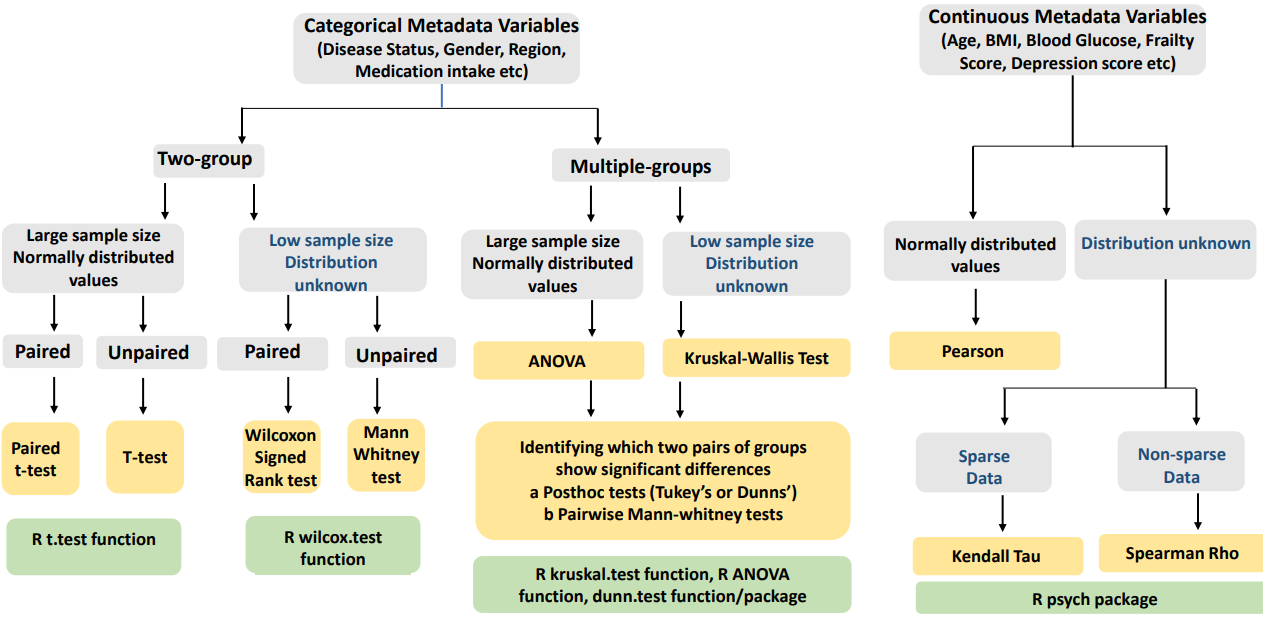 Categorical Metadata Variables
(Disease Status, Gender, Region,
Medication intake etc)
Two-group
Multiple-groups
Large sample size
Normally distributed
values
Low sample size
Distribution
unknown
Large sample size
Normally distributed
values
Low sample size
Distribution
unknown
Paired
Unpaired
Paired
Unpaired
ANOVA
Kruskal-Wallis Test
Paired
t-test
T-test
Wilcoxon
Signed
Rank test
Mann
Whitney
test
Identifying which two pairs of groups
show significant differences
a Posthoc tests (Tukey's or Dunns')
b Pairwise Mann-whitney tests
R t.test function
R wilcox.test
function
R kruskal.test function, R ANOVA
function, dunn.test function/package
Continuous Metadata Variables
(Age, BMI, Blood Glucose, Frailty
Score, Depression score etc)
Normally distributed
values
Distribution unknown
Pearson
Sparse
Data
Non-sparse
Data
Kendall Tau
Spearman Rho
R psych package